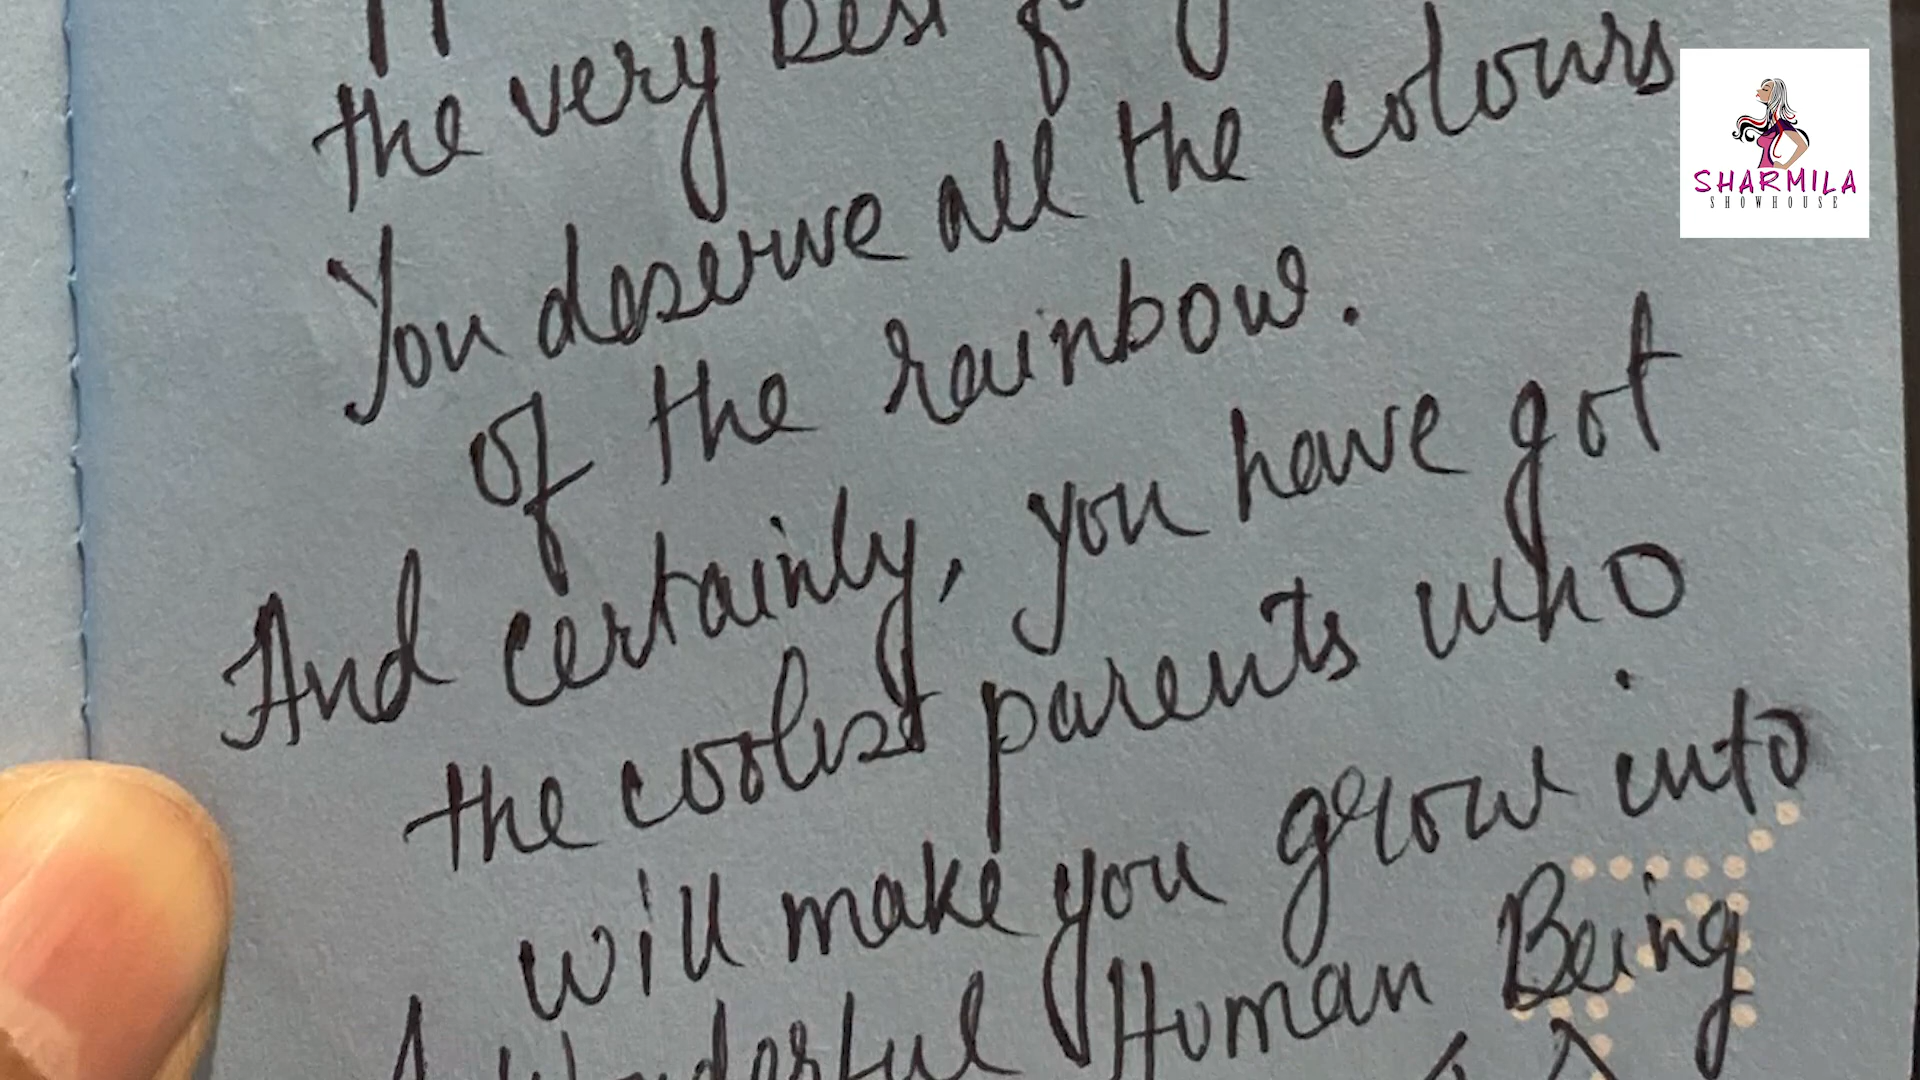 the very Best
You deserve all the colours
of the rainbow.
And certainly, you have got
the coolest parents who
will make you grow into
A Wonderful Human Being
SHARMILA
SHOWHOUSE